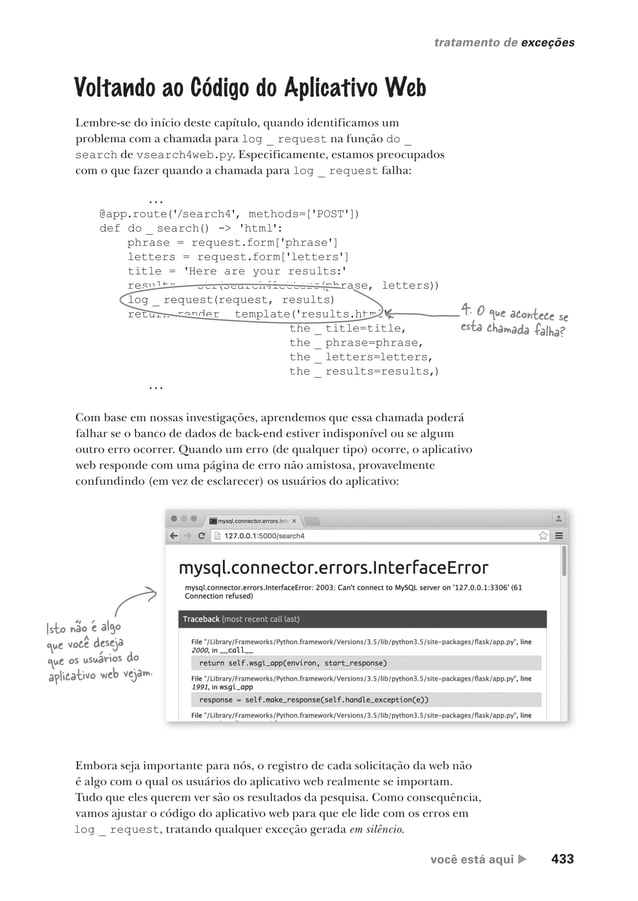 tratamento de exceções
Voltando ao Código do Aplicativo Web
Lembre-se do início deste capítulo, quando identificamos um
problema com a chamada para log _ request na função do _
search de vsearch4web.py. Especificamente, estamos preocupados
com o que fazer quando a chamada para log _ request falha:
...
@app.route('/search4', methods=['POST'])
def do _ search() -> 'html':
phrase = request.form['phrase']
letters = request.form['letters']
title = 'Here are your results:'
results = str(search4letters(phrase, letters))
log _ request(request, results)
return render _ template('results.html',
the _ title=title,
the _ phrase=phrase,
the _ letters=letters,
the _ results=results,)
...
4. O que acontece se
esta chamada falha?
Com base em nossas investigações, aprendemos que essa chamada poderá
falhar se o banco de dados de back-end estiver indisponível ou se algum
outro erro ocorrer. Quando um erro (de qualquer tipo) ocorre, o aplicativo
web responde com uma página de erro não amistosa, provavelmente
confundindo (em vez de esclarecer) os usuários do aplicativo:
mysql.connector.errors.Inte
127.0.0.1:5000/search4
mysql.connector.errors.InterfaceError
mysql.connector.errors.InterfaceError: 2003: Can't connect to MySQL server on '127.0.0.1:3306' (61
Connection refused)
Traceback (most recent call last)
File "/Library/Frameworks/Python.framework/Versions/3.5/lib/python3.5/site-packages/flask/app.py", line
2000, in __call__
return self.wsgi_app(environ, start_response)
File "/Library/Frameworks/Python.framework/Versions/3.5/lib/python3.5/site-packages/flask/app.py", line
1991, in wsgi_app
response = self.make_response(self.handle_exception(e))
File "/Library/Frameworks/Python.framework/Versions/3.5/lib/python3.5/site-packages/flask/app.py", line
Isto não é algo
que você deseja
que os usuários do
aplicativo web vejam.
Embora seja importante para nós, o registro de cada solicitação da web não
é algo com o qual os usuários do aplicativo web realmente se importam.
Tudo que eles querem ver são os resultados da pesquisa. Como consequência,
vamos ajustar o código do aplicativo web para que ele lide com os erros em
log _ request, tratando qualquer exceção gerada em silêncio.
você está aqui ▶ 433